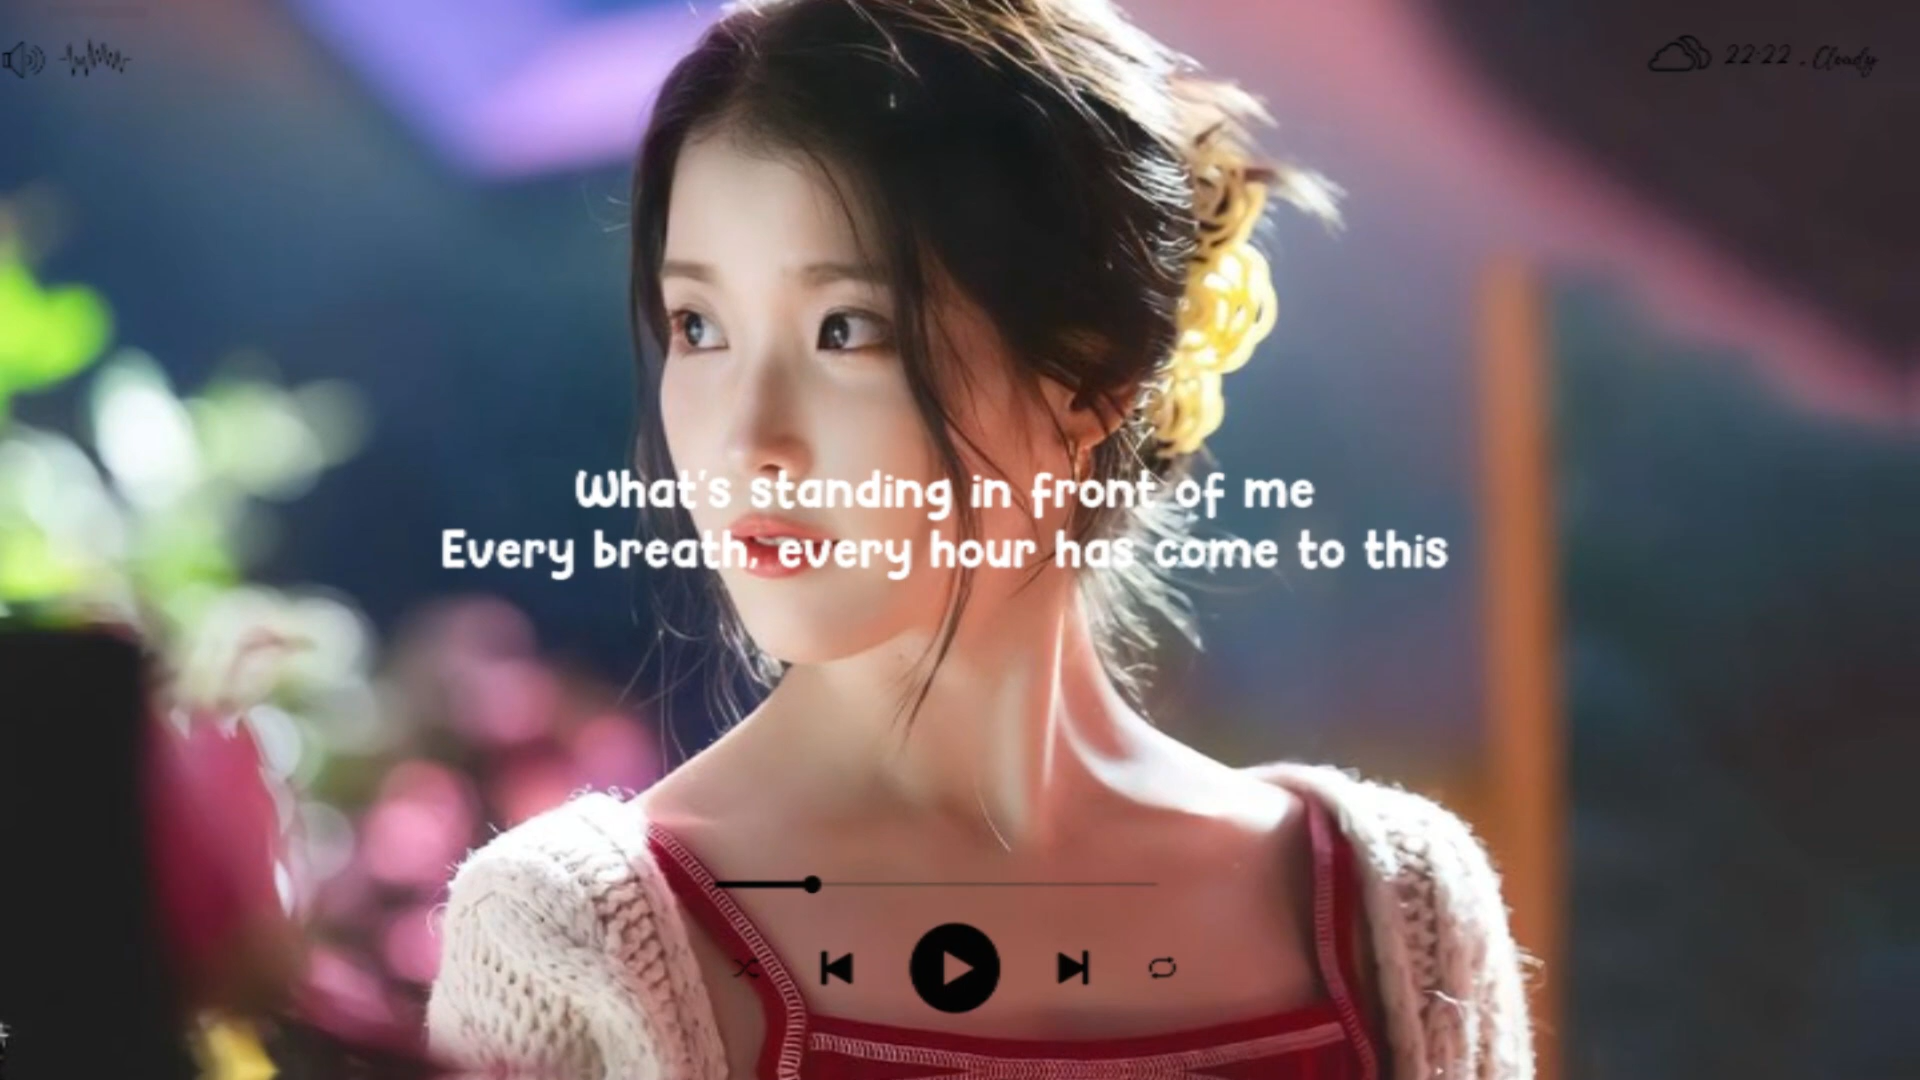 22:22 . Cloudy
What's standing in front of me
Every breath, every hour has come to this